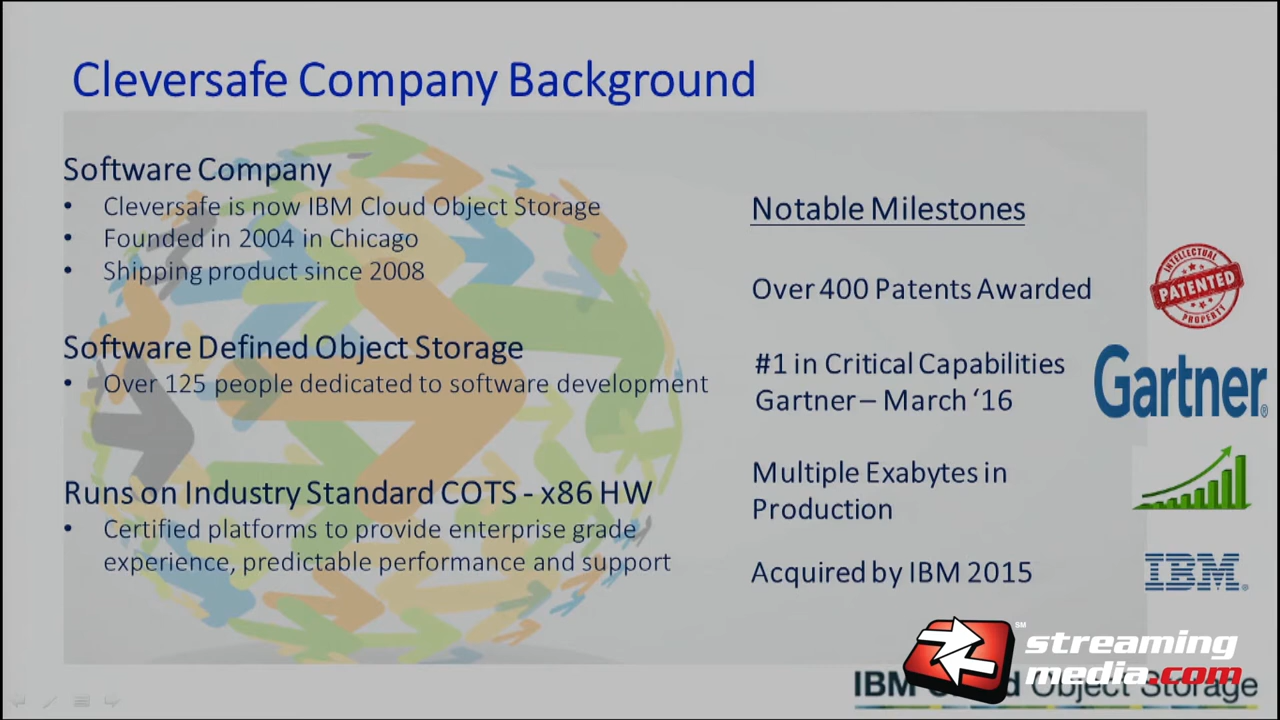 Cleversafe Company Background
Software Company
• Cleversafe is now IBM Cloud Object Storage
• Founded in 2004 in Chicago
• Shipping product since 2008
Software Defined Object Storage
• Over 125 people dedicated to software development
Runs on Industry Standard COTS - x86 HW
• Certified platforms to provide enterprise grade
experience, predictable performance and support
Notable Milestones
Over 400 Patents Awarded
INTELLECTUAL
PATENTED
PROPERTY
#1 in Critical Capabilities
Gartner – March ‘16
Gartner®
Multiple Exabytes in
Production
Acquired by IBM 2015
IBM®
streaming℠
media.com
IBM Object Storage